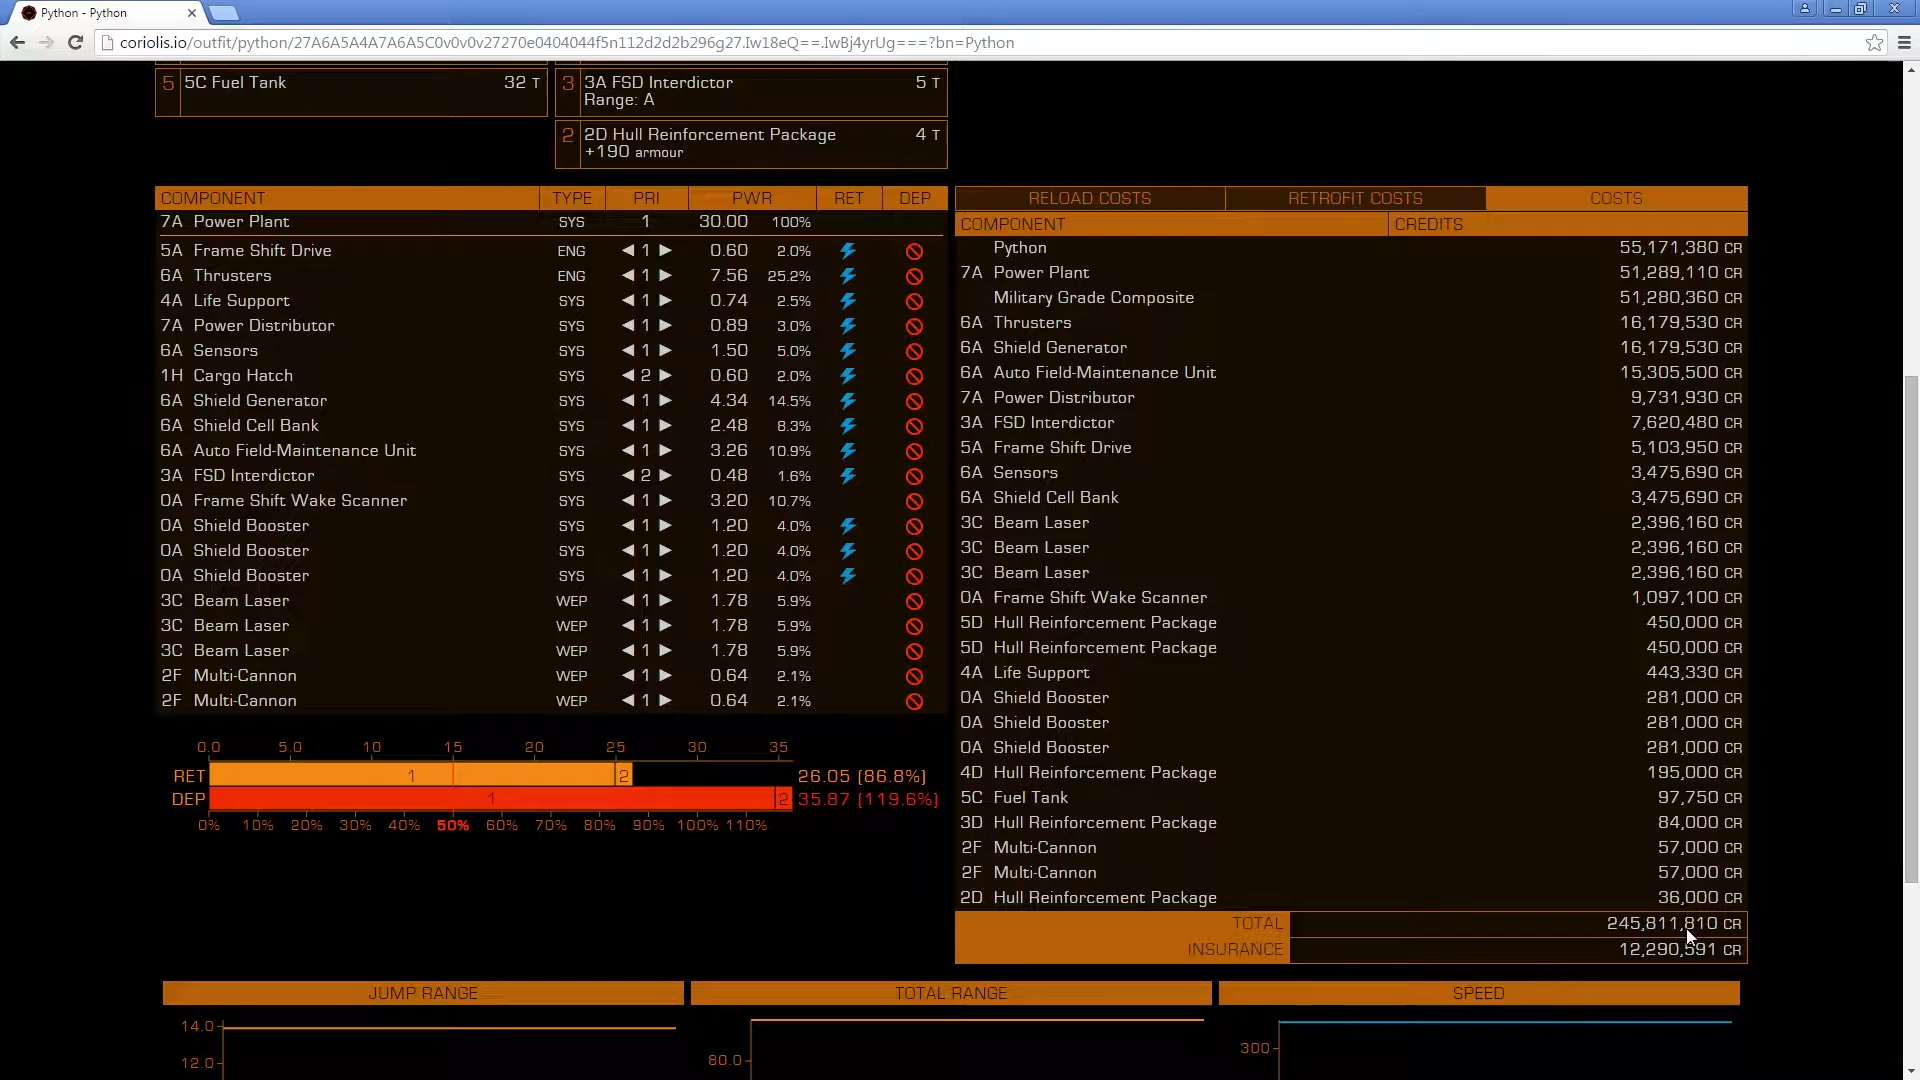 Python - Python
coriolis.io/outfit/python/27A6A5A4A7A6A5C0v0v0v27270e0404044f5n112d2d2b296g27.Iw18eQ==.IwBj4yrUg===?bn=Python
5 5C Fuel Tank 32 T
3 3A FSD Interdictor 5 T
Range: A
2 2D Hull Reinforcement Package 4 T
+190 armour
COMPONENT TYPE PRI PWR RET DEP
7A Power Plant SYS 1 30.00 100%
5A Frame Shift Drive ENG ◀ 1 ▶ 0.60 2.0%
6A Thrusters ENG ◀ 1 ▶ 7.56 25.2%
4A Life Support SYS ◀ 1 ▶ 0.74 2.5%
7A Power Distributor SYS ◀ 1 ▶ 0.89 3.0%
6A Sensors SYS ◀ 1 ▶ 1.50 5.0%
1H Cargo Hatch SYS ◀ 2 ▶ 0.60 2.0%
6A Shield Generator SYS ◀ 1 ▶ 4.34 14.5%
6A Shield Cell Bank SYS ◀ 1 ▶ 2.48 8.3%
6A Auto Field-Maintenance Unit SYS ◀ 1 ▶ 3.26 10.9%
3A FSD Interdictor SYS ◀ 2 ▶ 0.48 1.6%
0A Frame Shift Wake Scanner SYS ◀ 1 ▶ 3.20 10.7%
0A Shield Booster SYS ◀ 1 ▶ 1.20 4.0%
0A Shield Booster SYS ◀ 1 ▶ 1.20 4.0%
0A Shield Booster SYS ◀ 1 ▶ 1.20 4.0%
3C Beam Laser WEP ◀ 1 ▶ 1.78 5.9%
3C Beam Laser WEP ◀ 1 ▶ 1.78 5.9%
3C Beam Laser WEP ◀ 1 ▶ 1.78 5.9%
2F Multi-Cannon WEP ◀ 1 ▶ 0.64 2.1%
2F Multi-Cannon WEP ◀ 1 ▶ 0.64 2.1%
0.0 5.0 10 15 20 25 30 35
RET 1 2 26.05 (86.8%)
DEP 1 2 35.87 (119.6%)
0% 10% 20% 30% 40% 50% 60% 70% 80% 90% 100% 110%
RELOAD COSTS RETROFIT COSTS COSTS
COMPONENT CREDITS
Python 55,171,380 CR
7A Power Plant 51,289,110 CR
Military Grade Composite 51,280,360 CR
6A Thrusters 16,179,530 CR
6A Shield Generator 16,179,530 CR
6A Auto Field-Maintenance Unit 15,305,500 CR
7A Power Distributor 9,731,930 CR
3A FSD Interdictor 7,620,480 CR
5A Frame Shift Drive 5,103,950 CR
6A Sensors 3,475,690 CR
6A Shield Cell Bank 3,475,690 CR
3C Beam Laser 2,396,160 CR
3C Beam Laser 2,396,160 CR
3C Beam Laser 2,396,160 CR
0A Frame Shift Wake Scanner 1,097,100 CR
5D Hull Reinforcement Package 450,000 CR
5D Hull Reinforcement Package 450,000 CR
4A Life Support 443,330 CR
0A Shield Booster 281,000 CR
0A Shield Booster 281,000 CR
0A Shield Booster 281,000 CR
4D Hull Reinforcement Package 195,000 CR
5C Fuel Tank 97,750 CR
3D Hull Reinforcement Package 84,000 CR
2F Multi-Cannon 57,000 CR
2F Multi-Cannon 57,000 CR
2D Hull Reinforcement Package 36,000 CR
TOTAL 245,811,810 CR
INSURANCE 12,290,591 CR
JUMP RANGE TOTAL RANGE SPEED
14.0
12.0
80.0
300